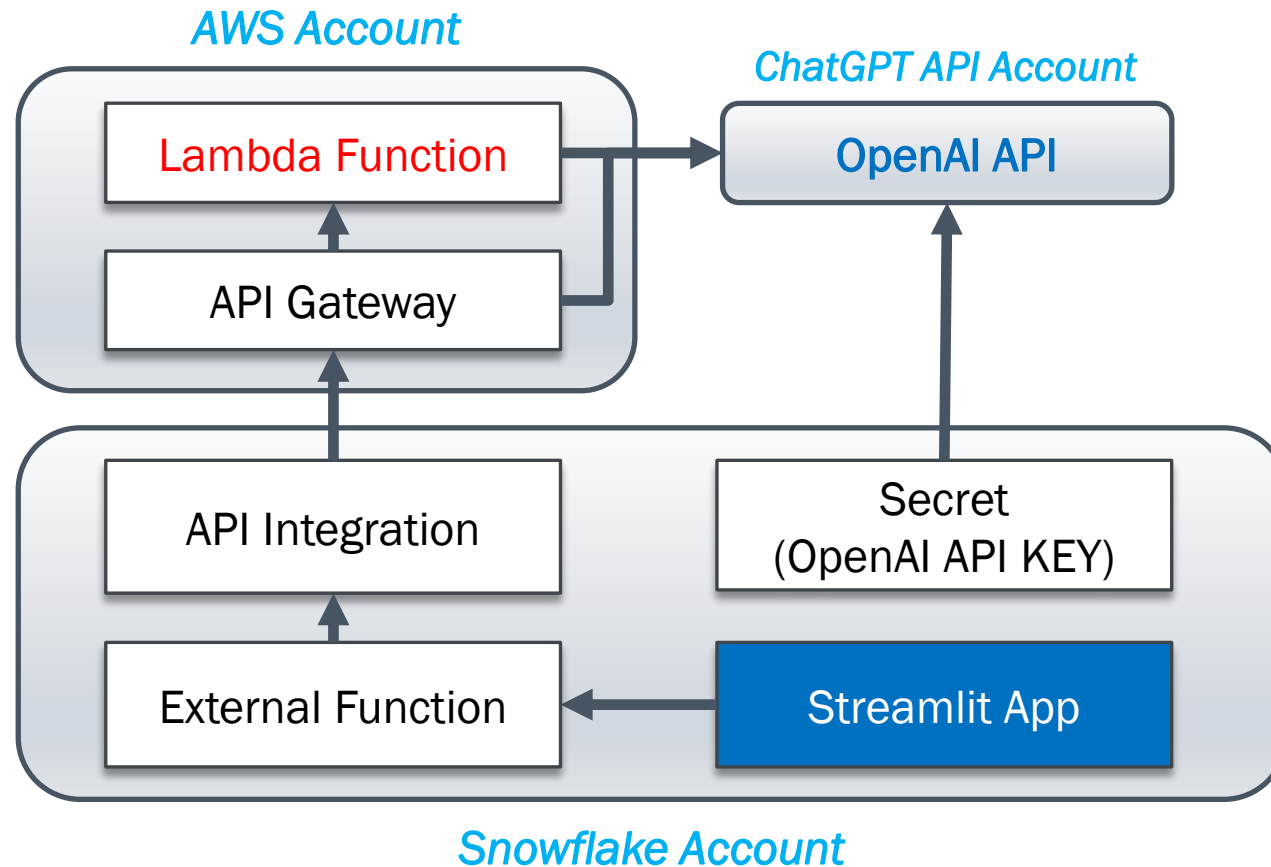 AWS Account
ChatGPT API Account
Lambda Function
OpenAI API
API Gateway
API Integration
Secret
(OpenAI API KEY)
External Function
Streamlit App
Snowflake Account